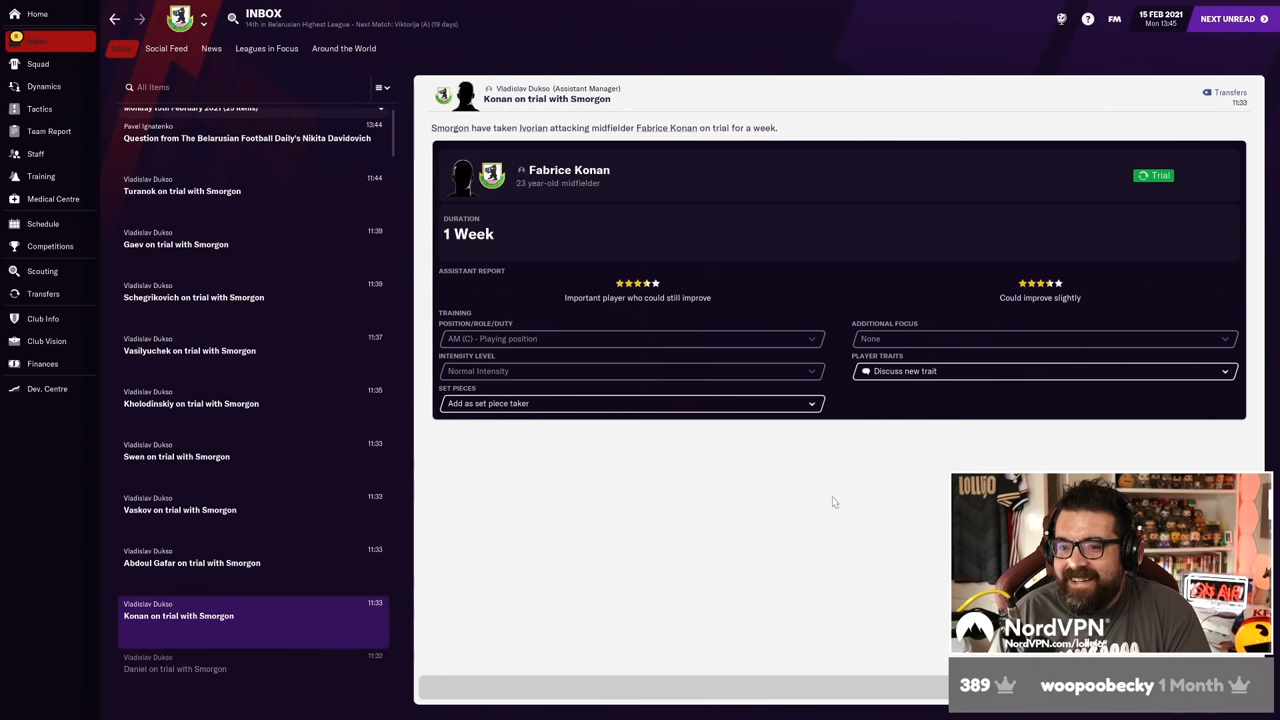 Home
INBOX
14th in Belarusian Highest League - Next Match: Viktorija (A) (19 days)
FM
15 FEB 2021
Mon 13:45
NEXT UNREAD
Inbox
Social Feed
News
Leagues in Focus
Around the World
Squad
Dynamics
Tactics
Team Report
Staff
Training
Medical Centre
Schedule
Competitions
Scouting
Transfers
Club Info
Club Vision
Finances
Dev. Centre
All Items
Monday 15th February 2021 (25 items)
Pavel Ignatenko 13:44
Question from The Belarusian Football Daily's Nikita Davidovich
Vladislav Dukso 11:44
Turanok on trial with Smorgon
Vladislav Dukso 11:39
Gaev on trial with Smorgon
Vladislav Dukso 11:39
Schegrikovich on trial with Smorgon
Vladislav Dukso 11:37
Vasilyuchek on trial with Smorgon
Vladislav Dukso 11:35
Kholodinskiy on trial with Smorgon
Vladislav Dukso 11:33
Swen on trial with Smorgon
Vladislav Dukso 11:33
Vaskov on trial with Smorgon
Vladislav Dukso 11:33
Abdoul Gafar on trial with Smorgon
Vladislav Dukso 11:33
Konan on trial with Smorgon
Vladislav Dukso 11:32
Daniel on trial with Smorgon
Vladislav Dukso (Assistant Manager)
Konan on trial with Smorgon
Transfers
11:33
Smorgon have taken Ivorian attacking midfielder Fabrice Konan on trial for a week.
Fabrice Konan
23 year-old midfielder
Trial
DURATION
1 Week
ASSISTANT REPORT
Important player who could still improve
Could improve slightly
TRAINING
POSITION/ROLE/DUTY
AM (C) - Playing position
ADDITIONAL FOCUS
None
INTENSITY LEVEL
Normal Intensity
PLAYER TRAITS
Discuss new trait
SET PIECES
Add as set piece taker
ON AIR
NordVPN®
NordVPN.com/lollujo
389
woopoobecky 1 Month